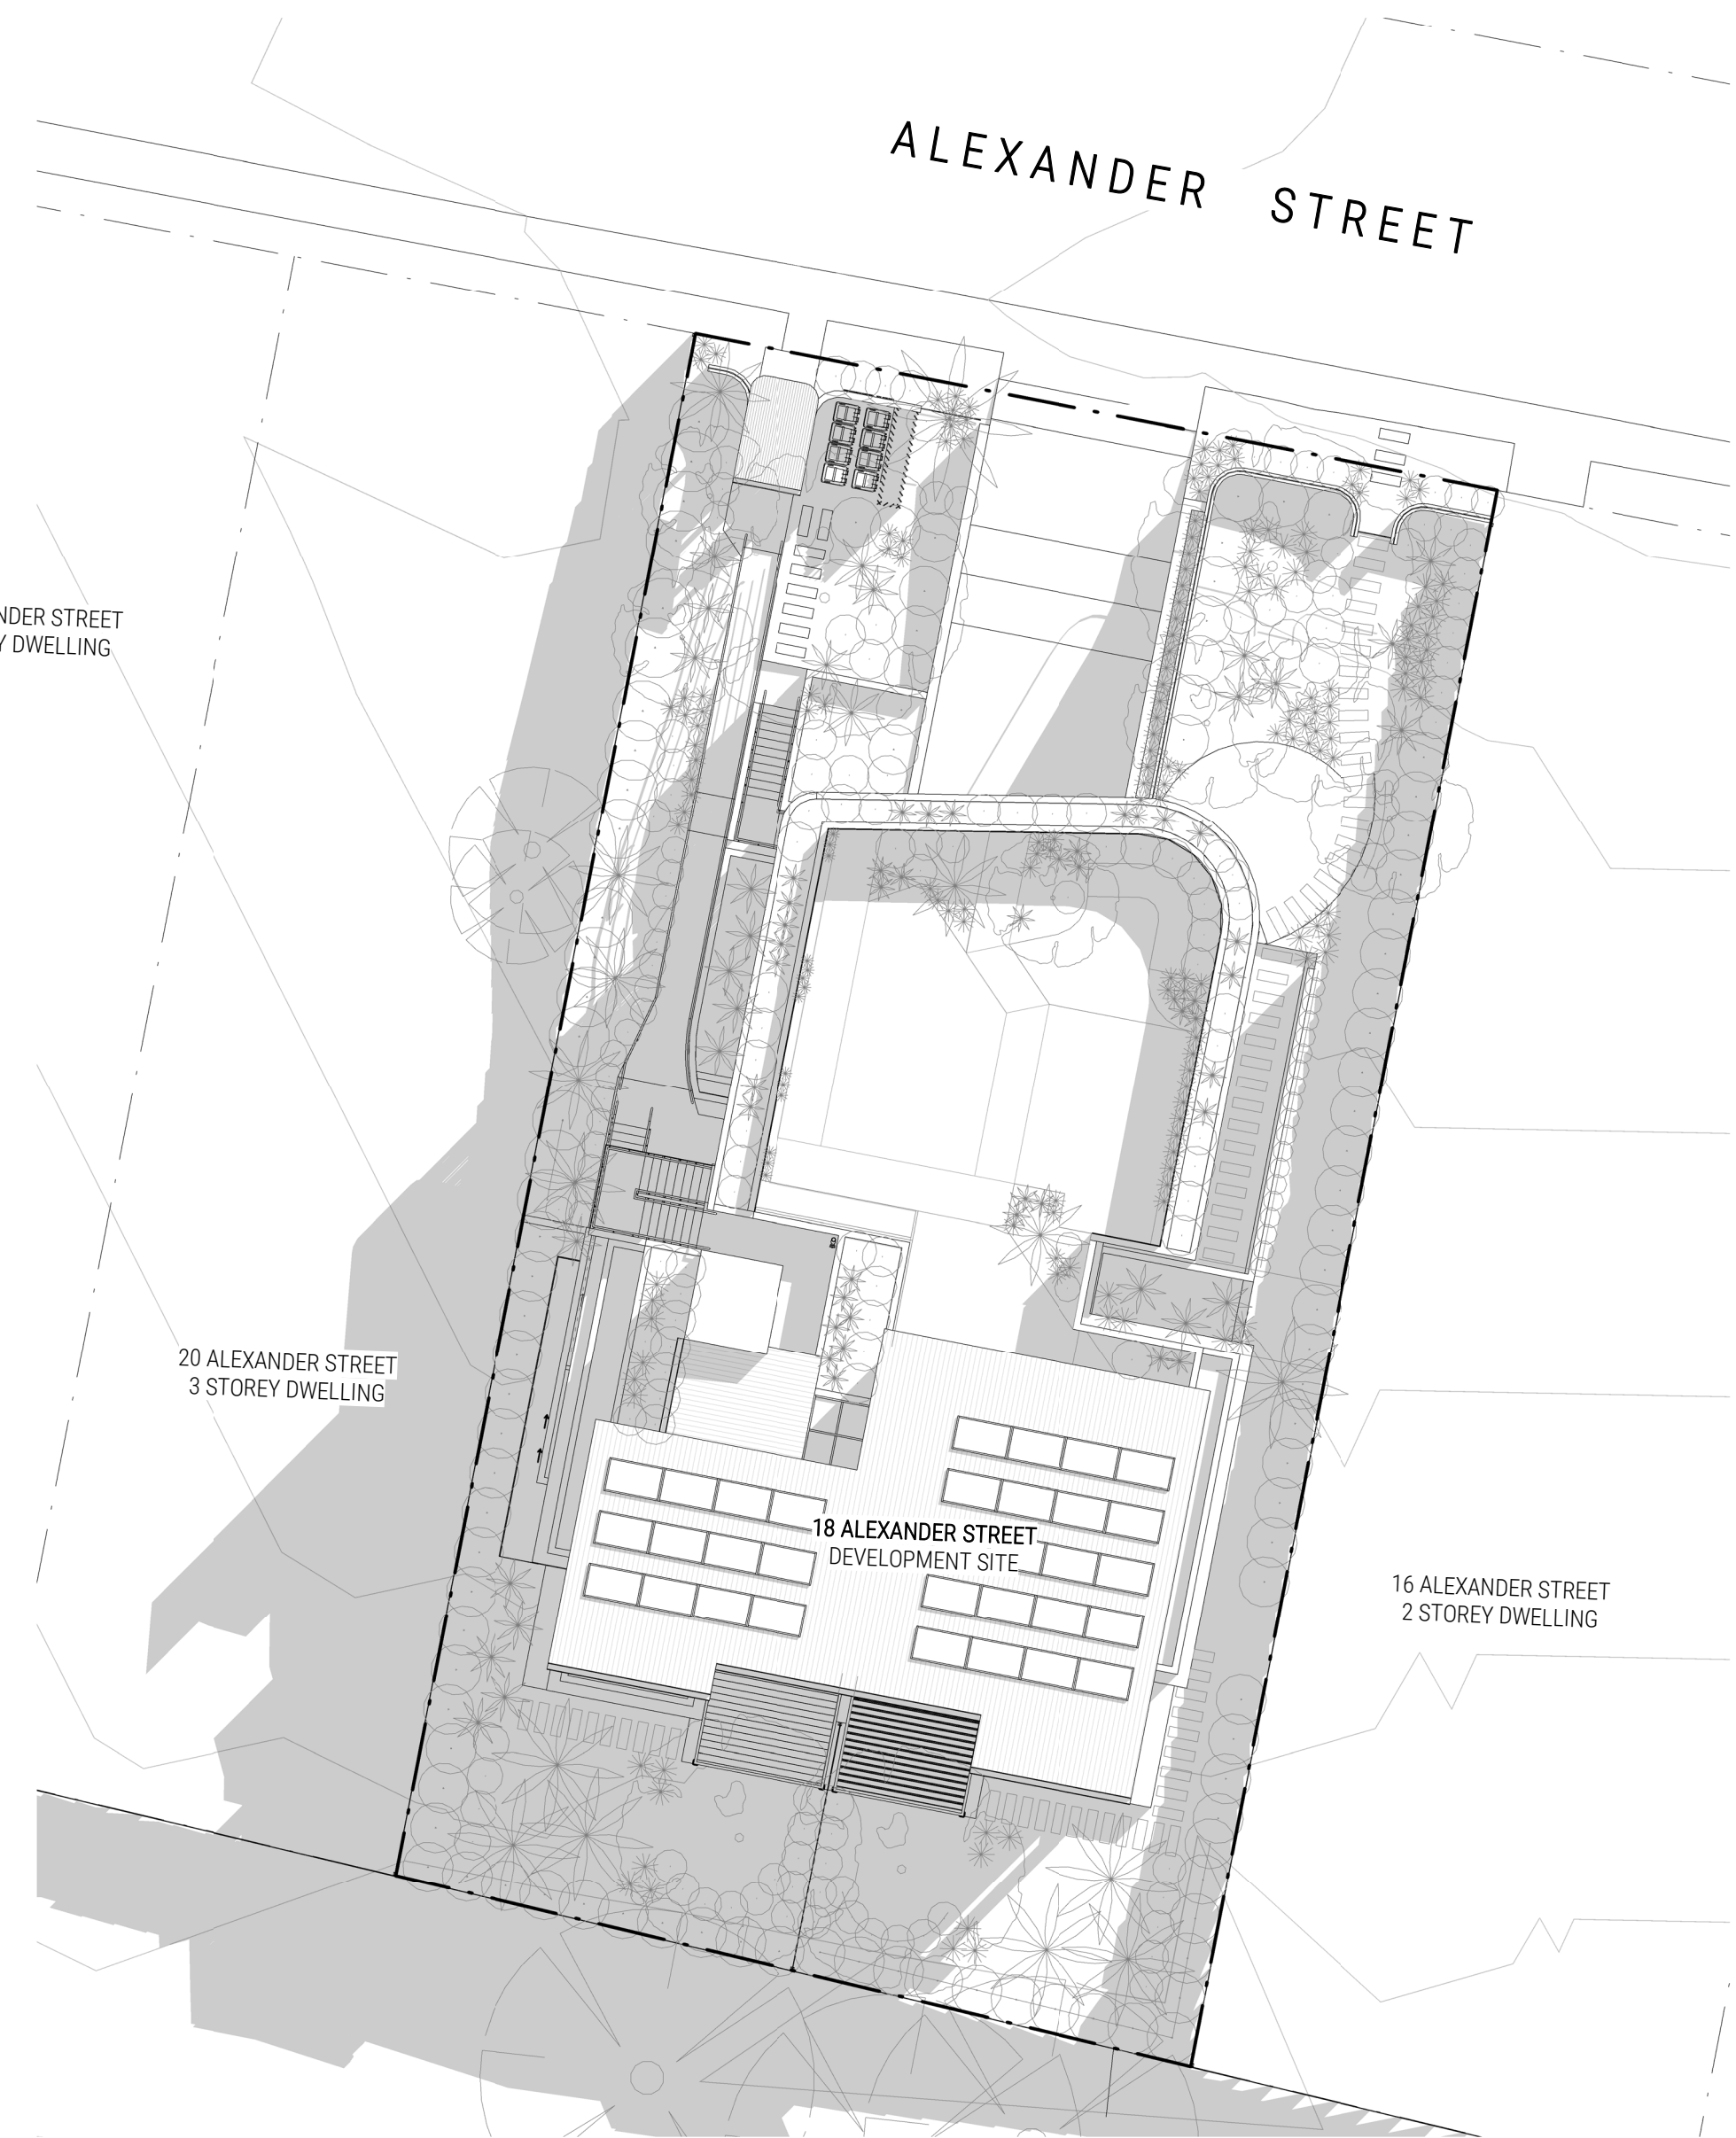 ALEXANDER STREET
NDER STREET
Y DWELLING
20 ALEXANDER STREET
3 STOREY DWELLING
18 ALEXANDER STREET
DEVELOPMENT SITE
16 ALEXANDER STREET
2 STOREY DWELLING